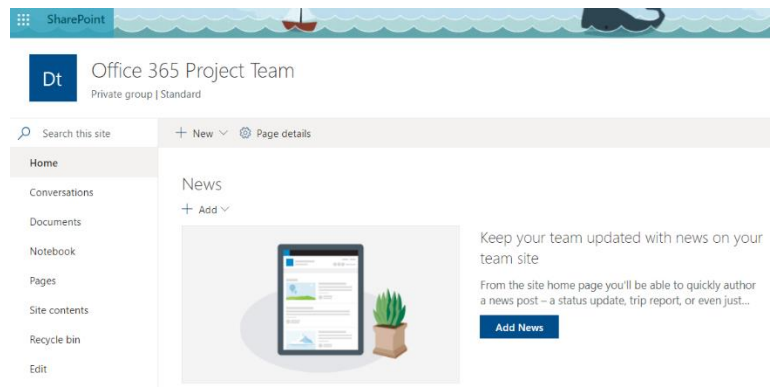 SharePoint
Dt
Office 365 Project Team
Private group | Standard
Search this site
New
Page details
Home
Conversations
Documents
Notebook
Pages
Site contents
Recycle bin
Edit
News
Add
Keep your team updated with news on your
team site
From the site home page you'll be able to quickly author
a news post – a status update, trip report, or even just...
Add News